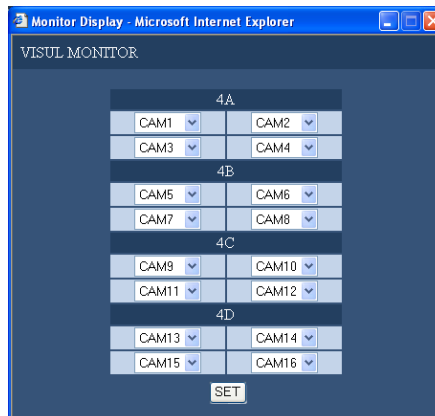 Monitor Display - Microsoft Internet Explorer
VISUL MONITOR
4A
CAM1 CAM2
CAM3 CAM4
4B
CAM5 CAM6
CAM7 CAM8
4C
CAM9 CAM10
CAM11 CAM12
4D
CAM13 CAM14
CAM15 CAM16
SET